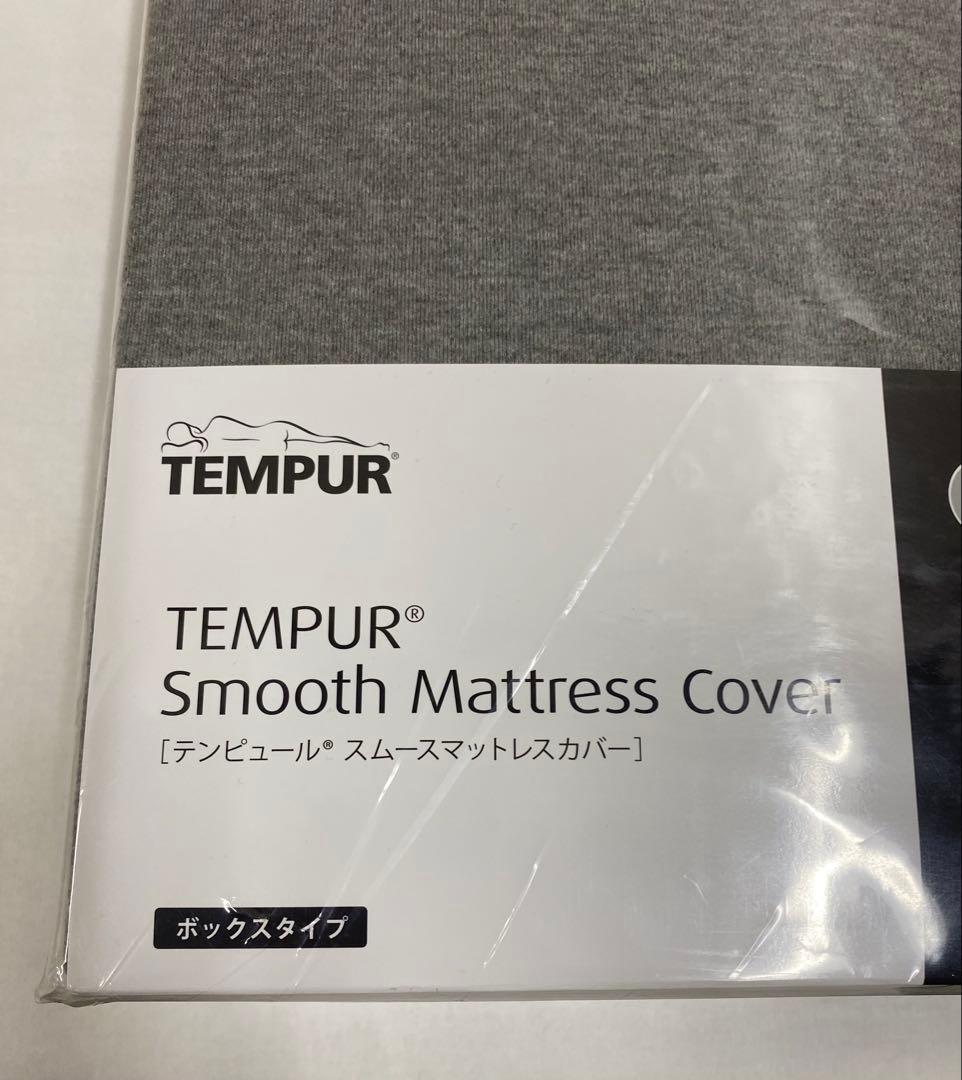 TEMPUR®
TEMPUR®
Smooth Mattress Cover
[テンピュール® スムースマットレスカバー]
ボックスタイプ